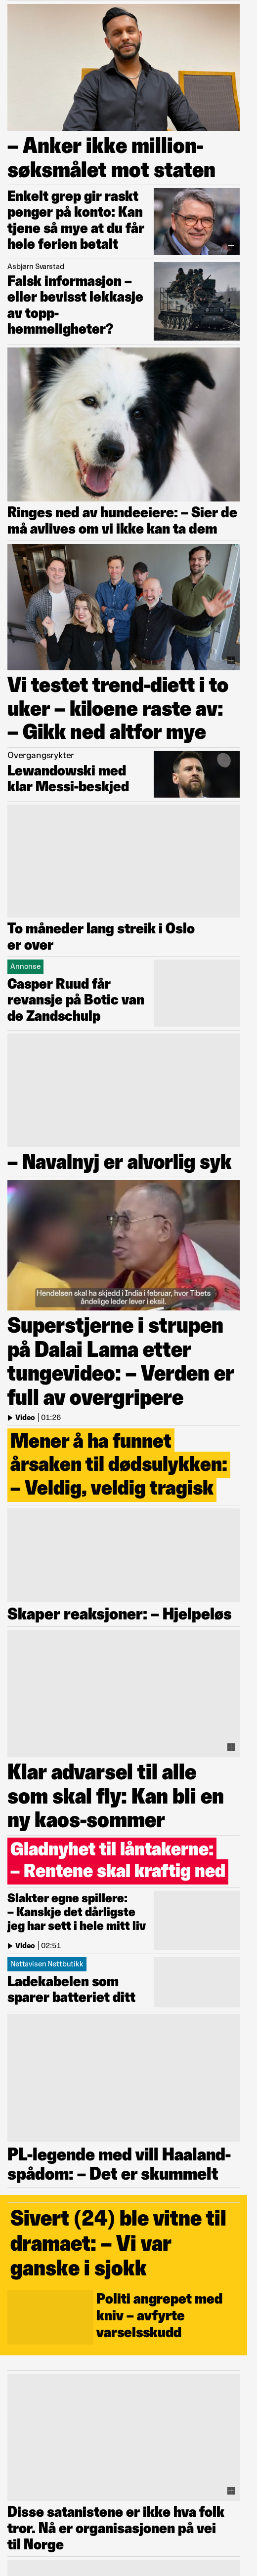 – Anker ikke million-
søksmålet mot staten
Enkelt grep gir raskt
penger på konto: Kan
tjene så mye at du får
hele ferien betalt
Asbjørn Svarstad
Falsk informasjon –
eller bevisst lekkasje
av topp-
hemmeligheter?
Ringes ned av hundeeiere: – Sier de
må avlives om vi ikke kan ta dem
Vi testet trend-diett i to
uker – kiloene raste av:
– Gikk ned altfor mye
Overgangsrykter
Lewandowski med
klar Messi-beskjed
To måneder lang streik i Oslo
er over
Annonse
Casper Ruud får
revansje på Botic van
de Zandschulp
– Navalnyj er alvorlig syk
Hendelsen skal ha skjedd i India i februar, hvor Tibets
åndelige leder lever i eksil.
Superstjerne i strupen
på Dalai Lama etter
tungevideo: – Verden er
full av overgripere
Video | 01:26
Mener å ha funnet
årsaken til dødsulykken:
– Veldig, veldig tragisk
Skaper reaksjoner: – Hjelpeløs
Klar advarsel til alle
som skal fly: Kan bli en
ny kaos-sommer
Gladnyhet til låntakerne:
– Rentene skal kraftig ned
Slakter egne spillere:
– Kanskje det dårligste
jeg har sett i hele mitt liv
Video | 02:51
Nettavisen Nettbutikk
Ladekabelen som
sparer batteriet ditt
PL-legende med vill Haaland-
spådom: – Det er skummelt
Sivert (24) ble vitne til
dramaet: – Vi var
ganske i sjokk
Politi angrepet med
kniv – avfyrte
varselsskudd
Disse satanistene er ikke hva folk
tror. Nå er organisasjonen på vei
til Norge